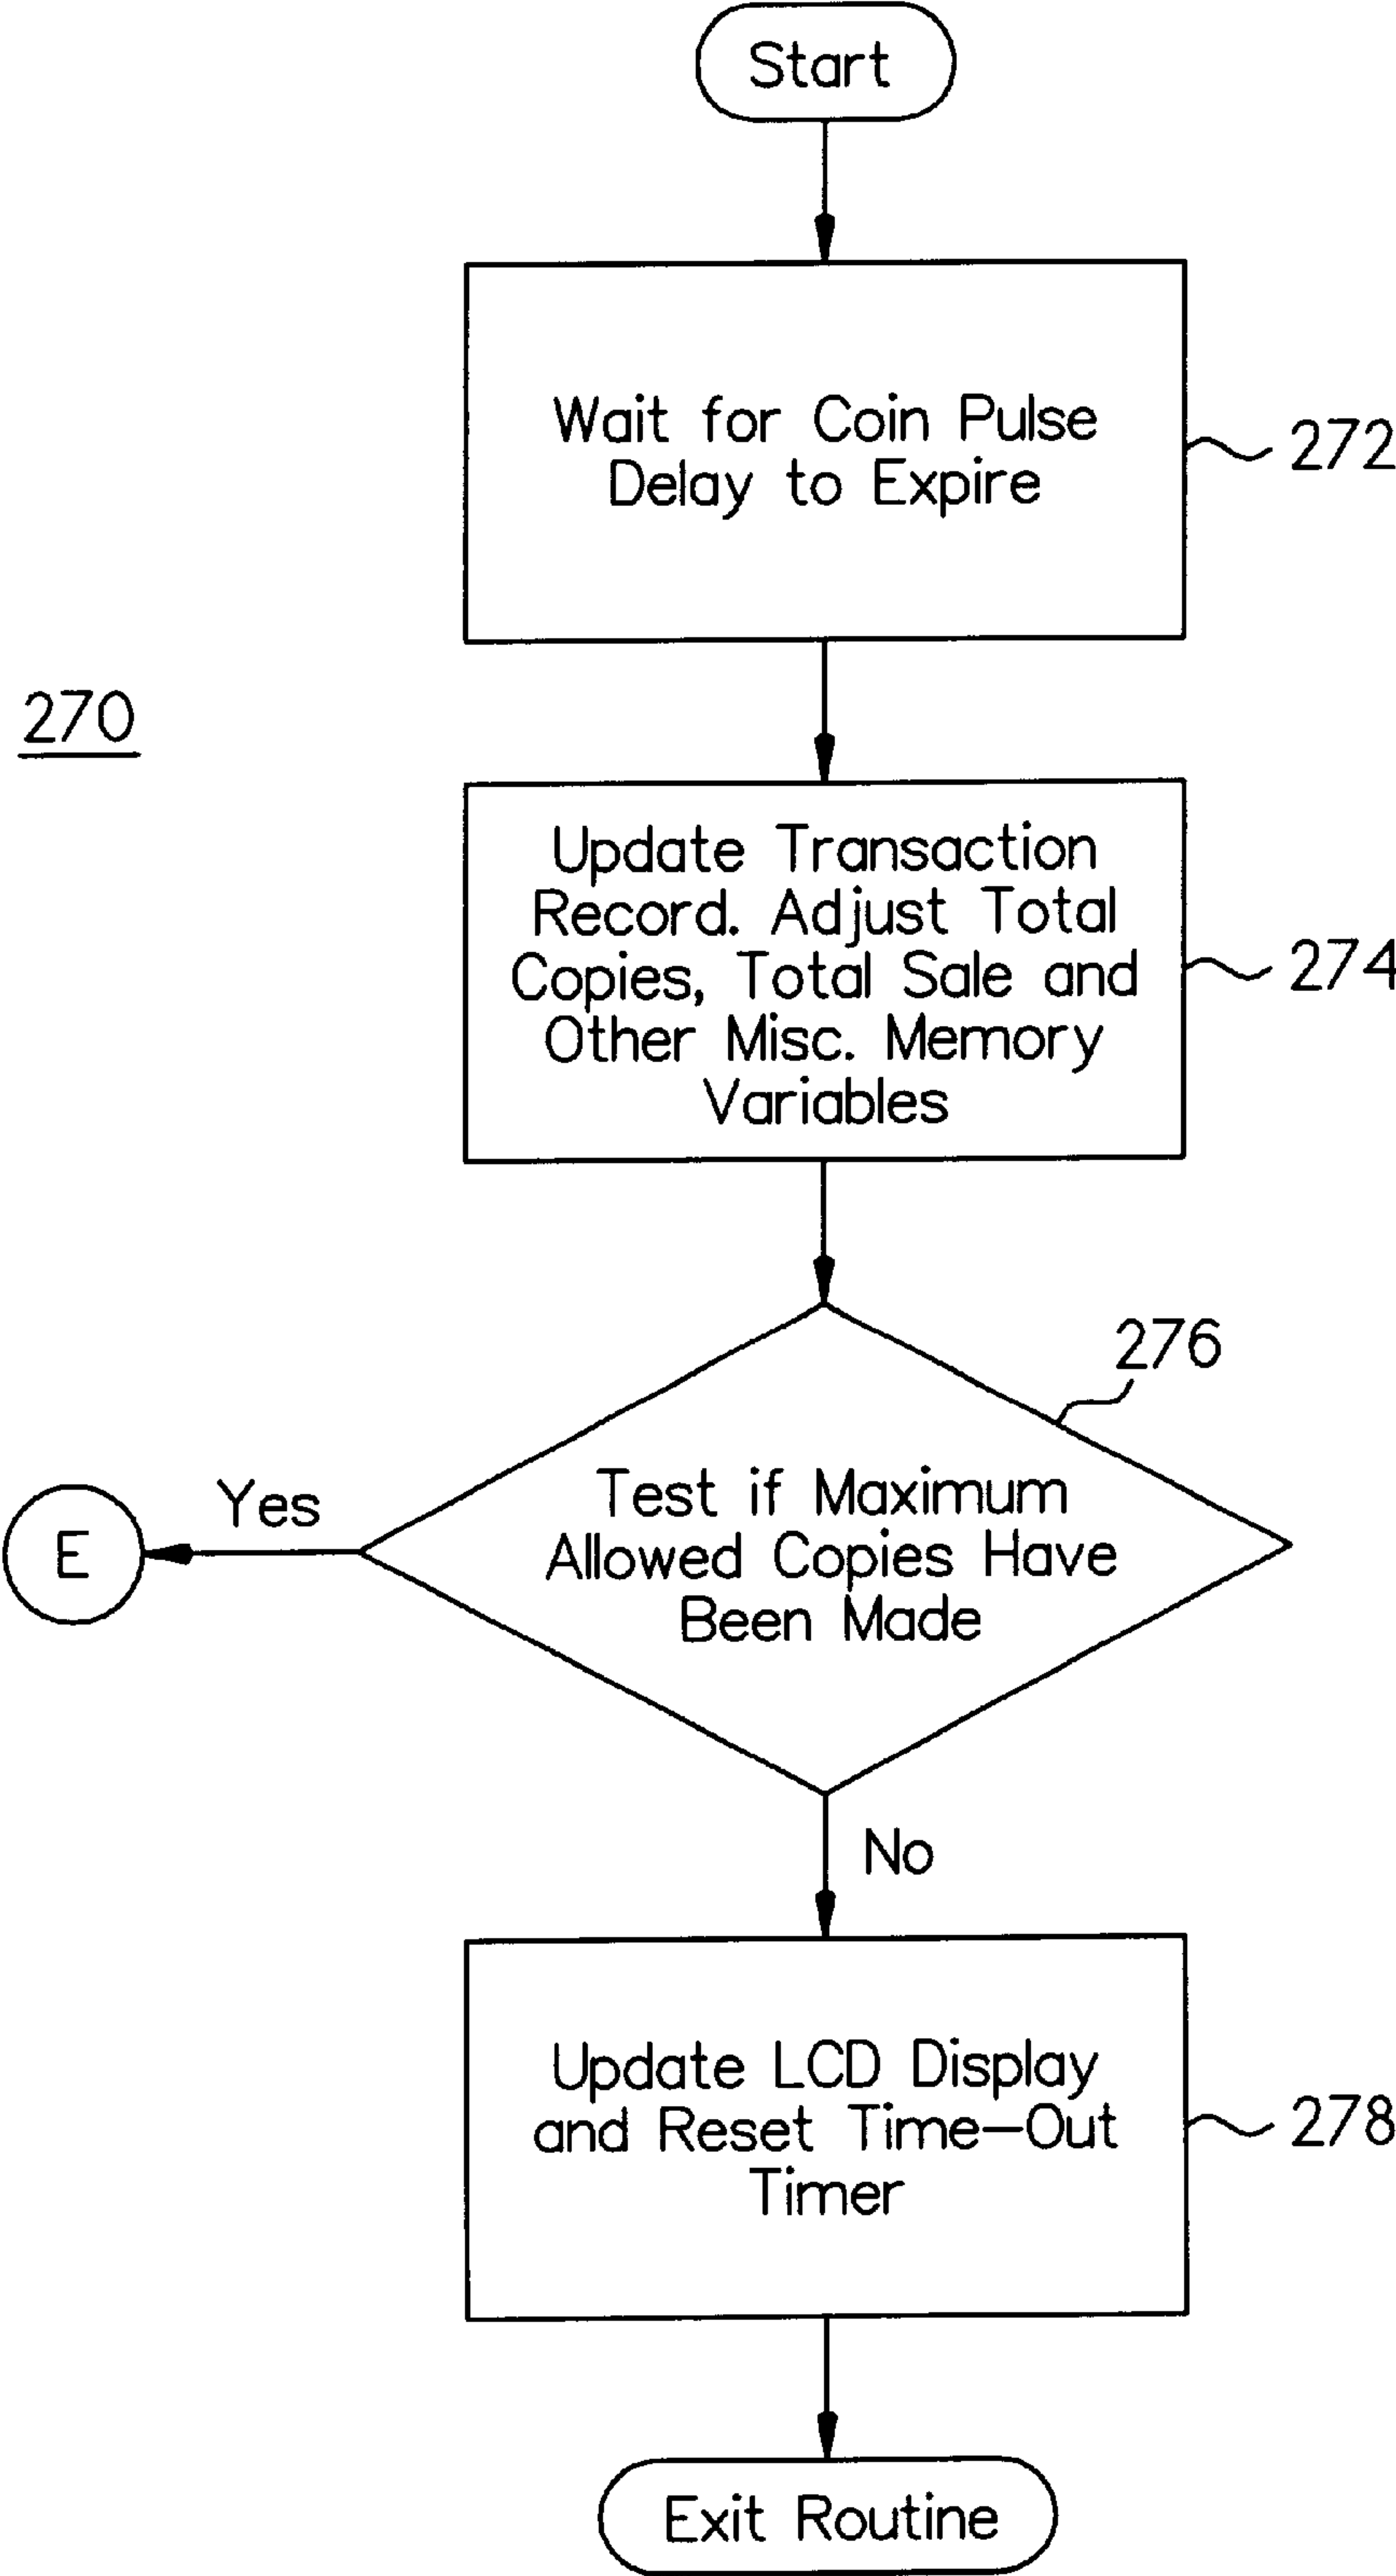 Start
Wait for Coin Pulse
Delay to Expire
272
270
Update Transaction
Record. Adjust Total
Copies, Total Sale and
Other Misc. Memory
Variables
274
276
Test if Maximum
Allowed Copies Have
Been Made
Yes
E
No
Update LCD Display
and Reset Time-Out
Timer
278
Exit Routine